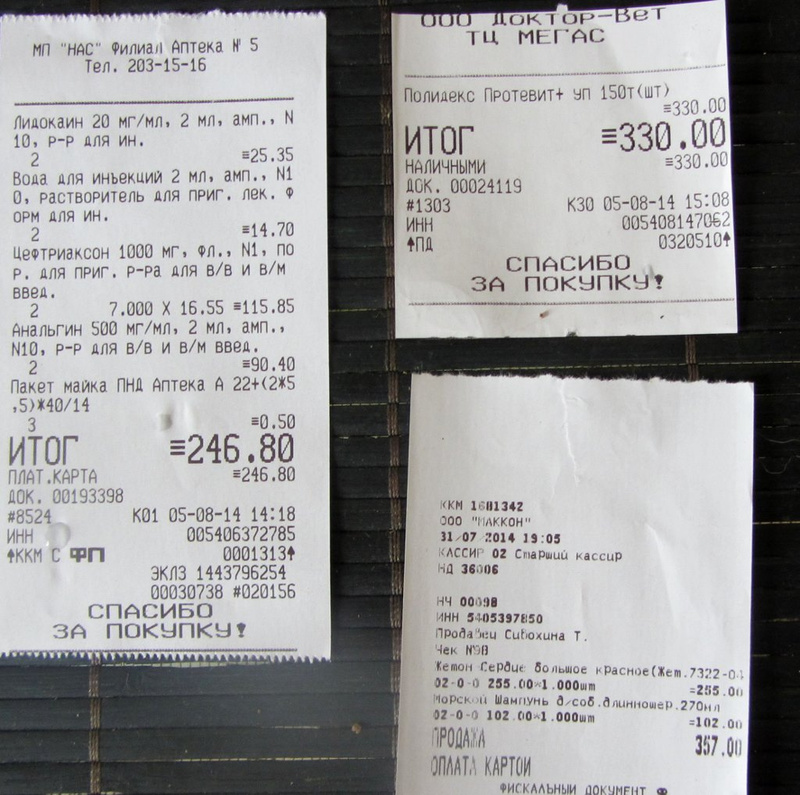 МП "НАС" Филиал Аптека № 5
Тел. 203-15-16
Лидокаин 20 мг/мл, 2 мл, амп., N
10, р-р для ин.
2 ≡25.35
Вода для инъекций 2 мл, амп., N1
0, растворитель для приг. лек. Ф
орм для ин.
2 ≡14.70
Цефтриаксон 1000 мг, фл., N1, по
р. для приг. р-ра для в/в и в/м
введ.
2 7.000 X 16.55 ≡115.85
Анальгин 500 мг/мл, 2 мл, амп.,
N10, р-р для в/в и в/м введ.
2 ≡90.40
Пакет майка ПНД Аптека А 22+(2*5
,5)*40/14
3 ≡0.50
ИТОГ ≡246.80
ПЛАТ.КАРТА ≡246.80
ДОК. 00193398
#8524 К01 05-08-14 14:18
ИНН 005406372785
↑ККМ С ФП 0001313↑
ЭКЛЗ 1443796254
00030738 #020156
СПАСИБО
ЗА ПОКУПКУ!
ООО Доктор-Вет
ТЦ МЕГАС
Полидекс Протевит+ уп 150т(шт)
≡330.00
ИТОГ ≡330.00
НАЛИЧНЫМИ ≡330.00
ДОК. 00024119
#1303 К30 05-08-14 15:08
ИНН 005408147062
↑ПД 0320510↑
СПАСИБО
ЗА ПОКУПКУ!
ККМ 1601342
ООО "МАККОН"
31/07/2014 19:05
КАССИР 02 Старший кассир
НД 36006
НЧ 00098
ИНН 5405397850
Продавец Сивохина Т.
Чек №98
Жетон Сердце большое красное(Жет.7322-04
02-0-0 255.00*1.000шт =255.00
Морской Шампунь д/соб.длинношер.270мл
02-0-0 102.00*1.000шт =102.00
ПРОДАЖА 357.00
ОПЛАТА КАРТОЙ
ФИСКАЛЬНЫЙ ДОКУМЕНТ